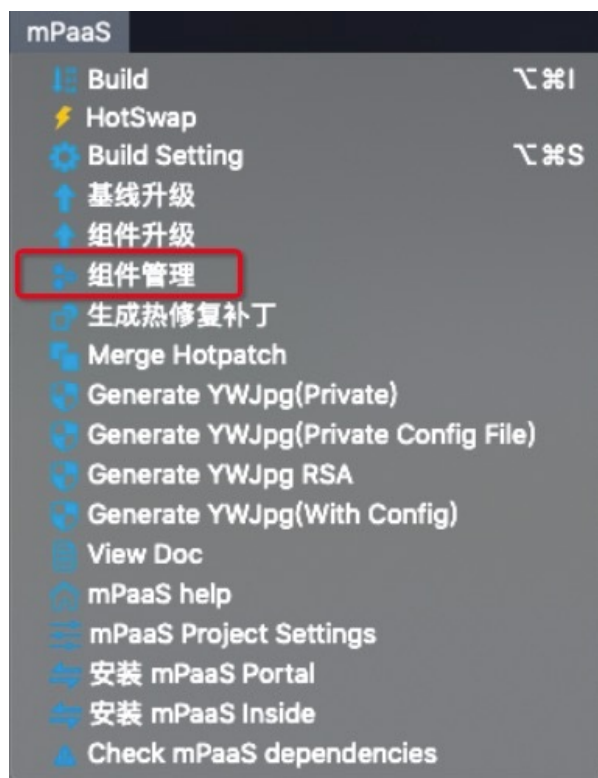 mPaaS
Build ⌥⌘I
HotSwap
Build Setting ⌥⌘S
基线升级
组件升级
组件管理
生成热修复补丁
Merge Hotpatch
Generate YWJpg(Private)
Generate YWJpg(Private Config File)
Generate YWJpg RSA
Generate YWJpg(With Config)
View Doc
mPaaS help
mPaaS Project Settings
安装 mPaaS Portal
安装 mPaaS Inside
Check mPaaS dependencies